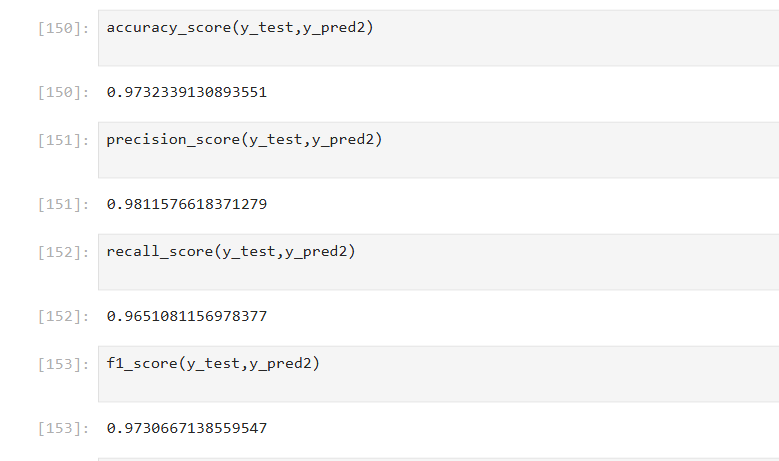 [150]: accuracy_score(y_test,y_pred2)
[150]: 0.9732339130893551
[151]: precision_score(y_test,y_pred2)
[151]: 0.9811576618371279
[152]: recall_score(y_test,y_pred2)
[152]: 0.9651081156978377
[153]: f1_score(y_test,y_pred2)
[153]: 0.9730667138559547